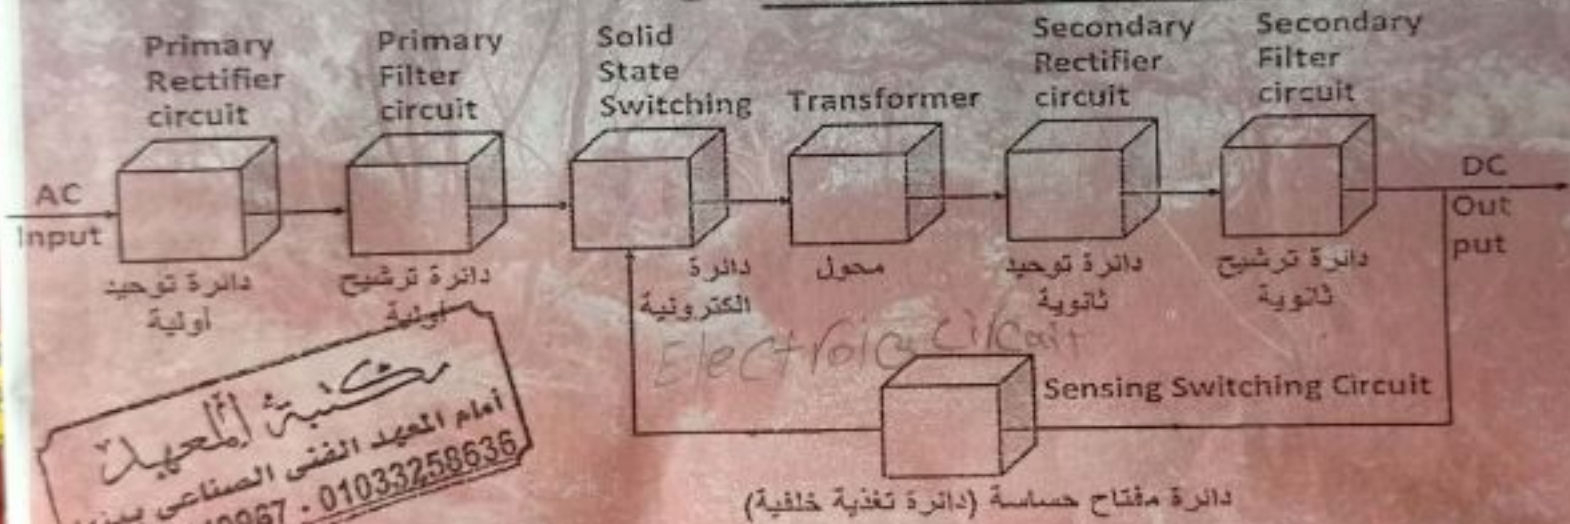 Primary
Rectifier
circuit
Primary
Filter
circuit
Solid
State
Switching
Transformer
Secondary
Rectifier
circuit
Secondary
Filter
circuit
AC
Input
DC
Out
put
دائرة توحيد
أولية
دائرة ترشيح
أولية
دائرة
الكترونية
محول
دائرة توحيد
ثانوية
دائرة ترشيح
ثانوية
Electroic Circuit
Sensing Switching Circuit
دائرة مفتاح حساسة (دائرة تغذية خلفية)
مكتبة المعهد
أمام المعهد الفنى الصناعى
0967 - 01033258636